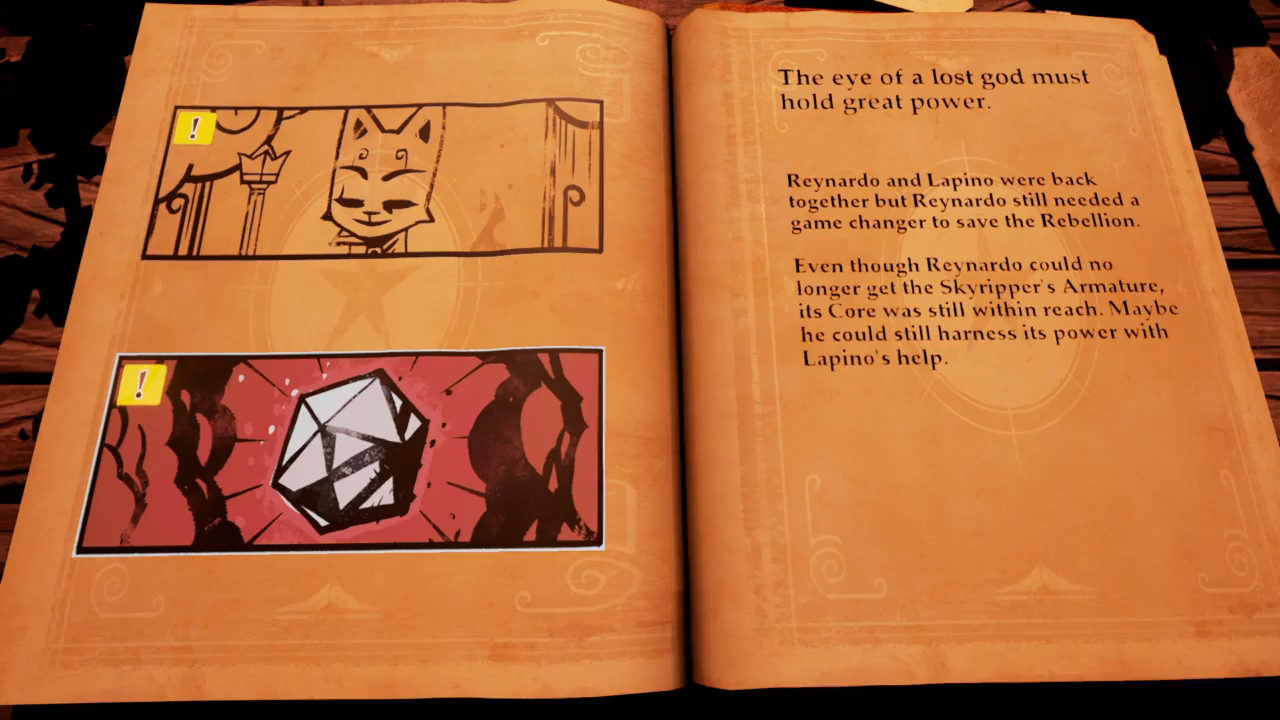 !
!
The eye of a lost god must
hold great power.
Reynardo and Lapino were back
together but Reynardo still needed a
game changer to save the Rebellion.
Even though Reynardo could no
longer get the Skyripper's Armature,
its Core was still within reach. Maybe
he could still harness its power with
Lapino's help.